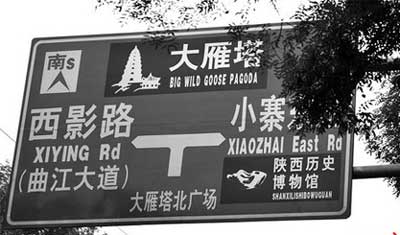 南S
大雁塔
BIG WILD GOOSE PAGODA
西影路
XIYING Rd
(曲江大道)
小寨
XIAOZHAI East Rd
陕西历史
博物馆
SHANXILISHIBOWUGUAN
大雁塔北广场